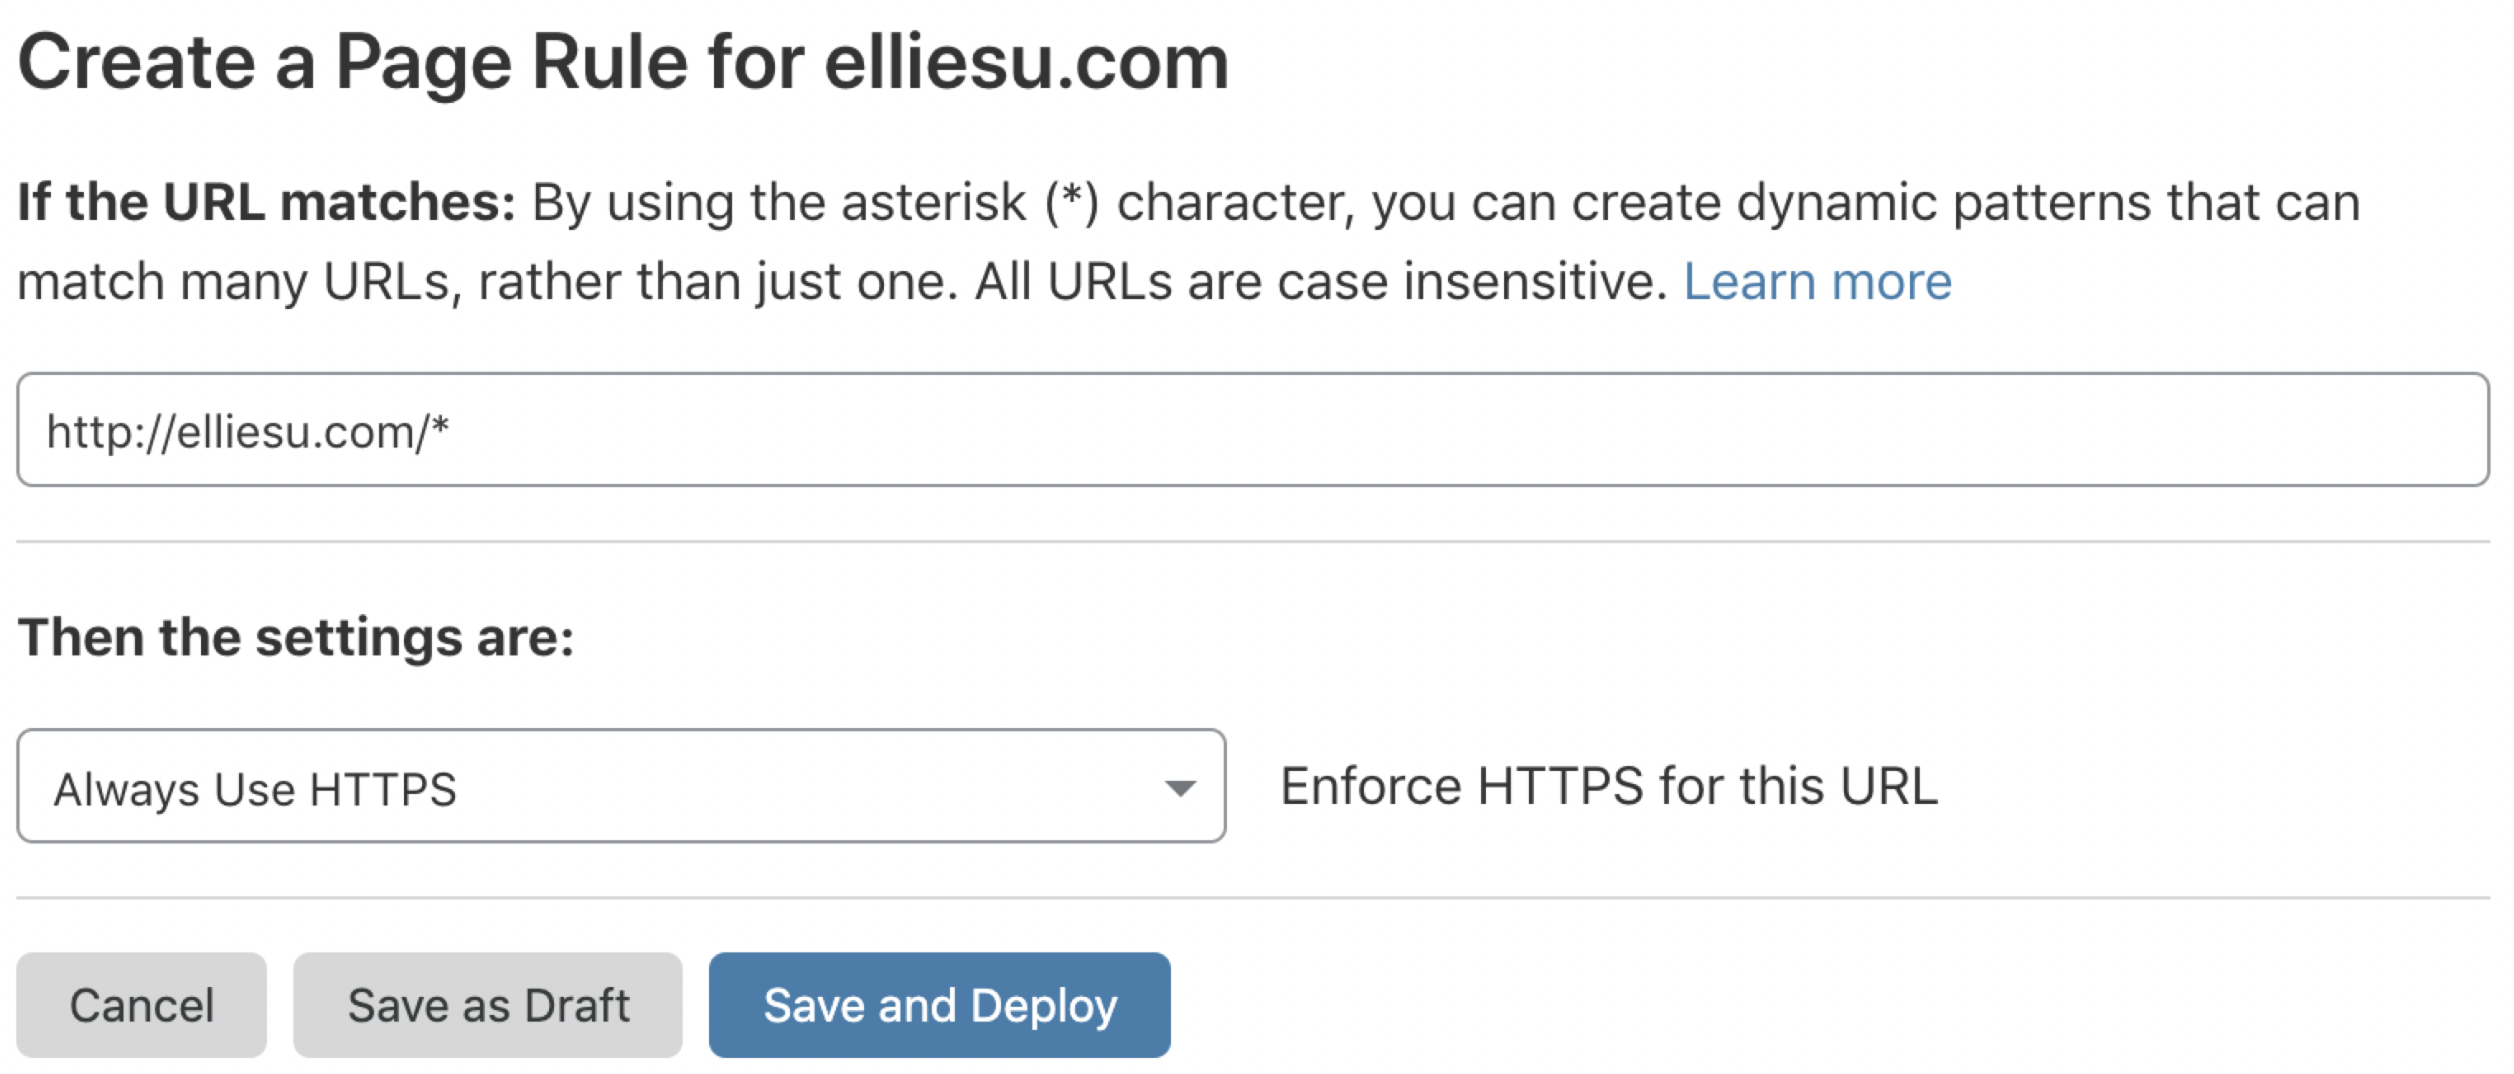 Create a Page Rule for elliesu.com
If the URL matches: By using the asterisk (*) character, you can create dynamic patterns that can
match many URLs, rather than just one. All URLs are case insensitive. Learn more
http://elliesu.com/*
Then the settings are:
Always Use HTTPS Enforce HTTPS for this URL
Cancel Save as Draft Save and Deploy